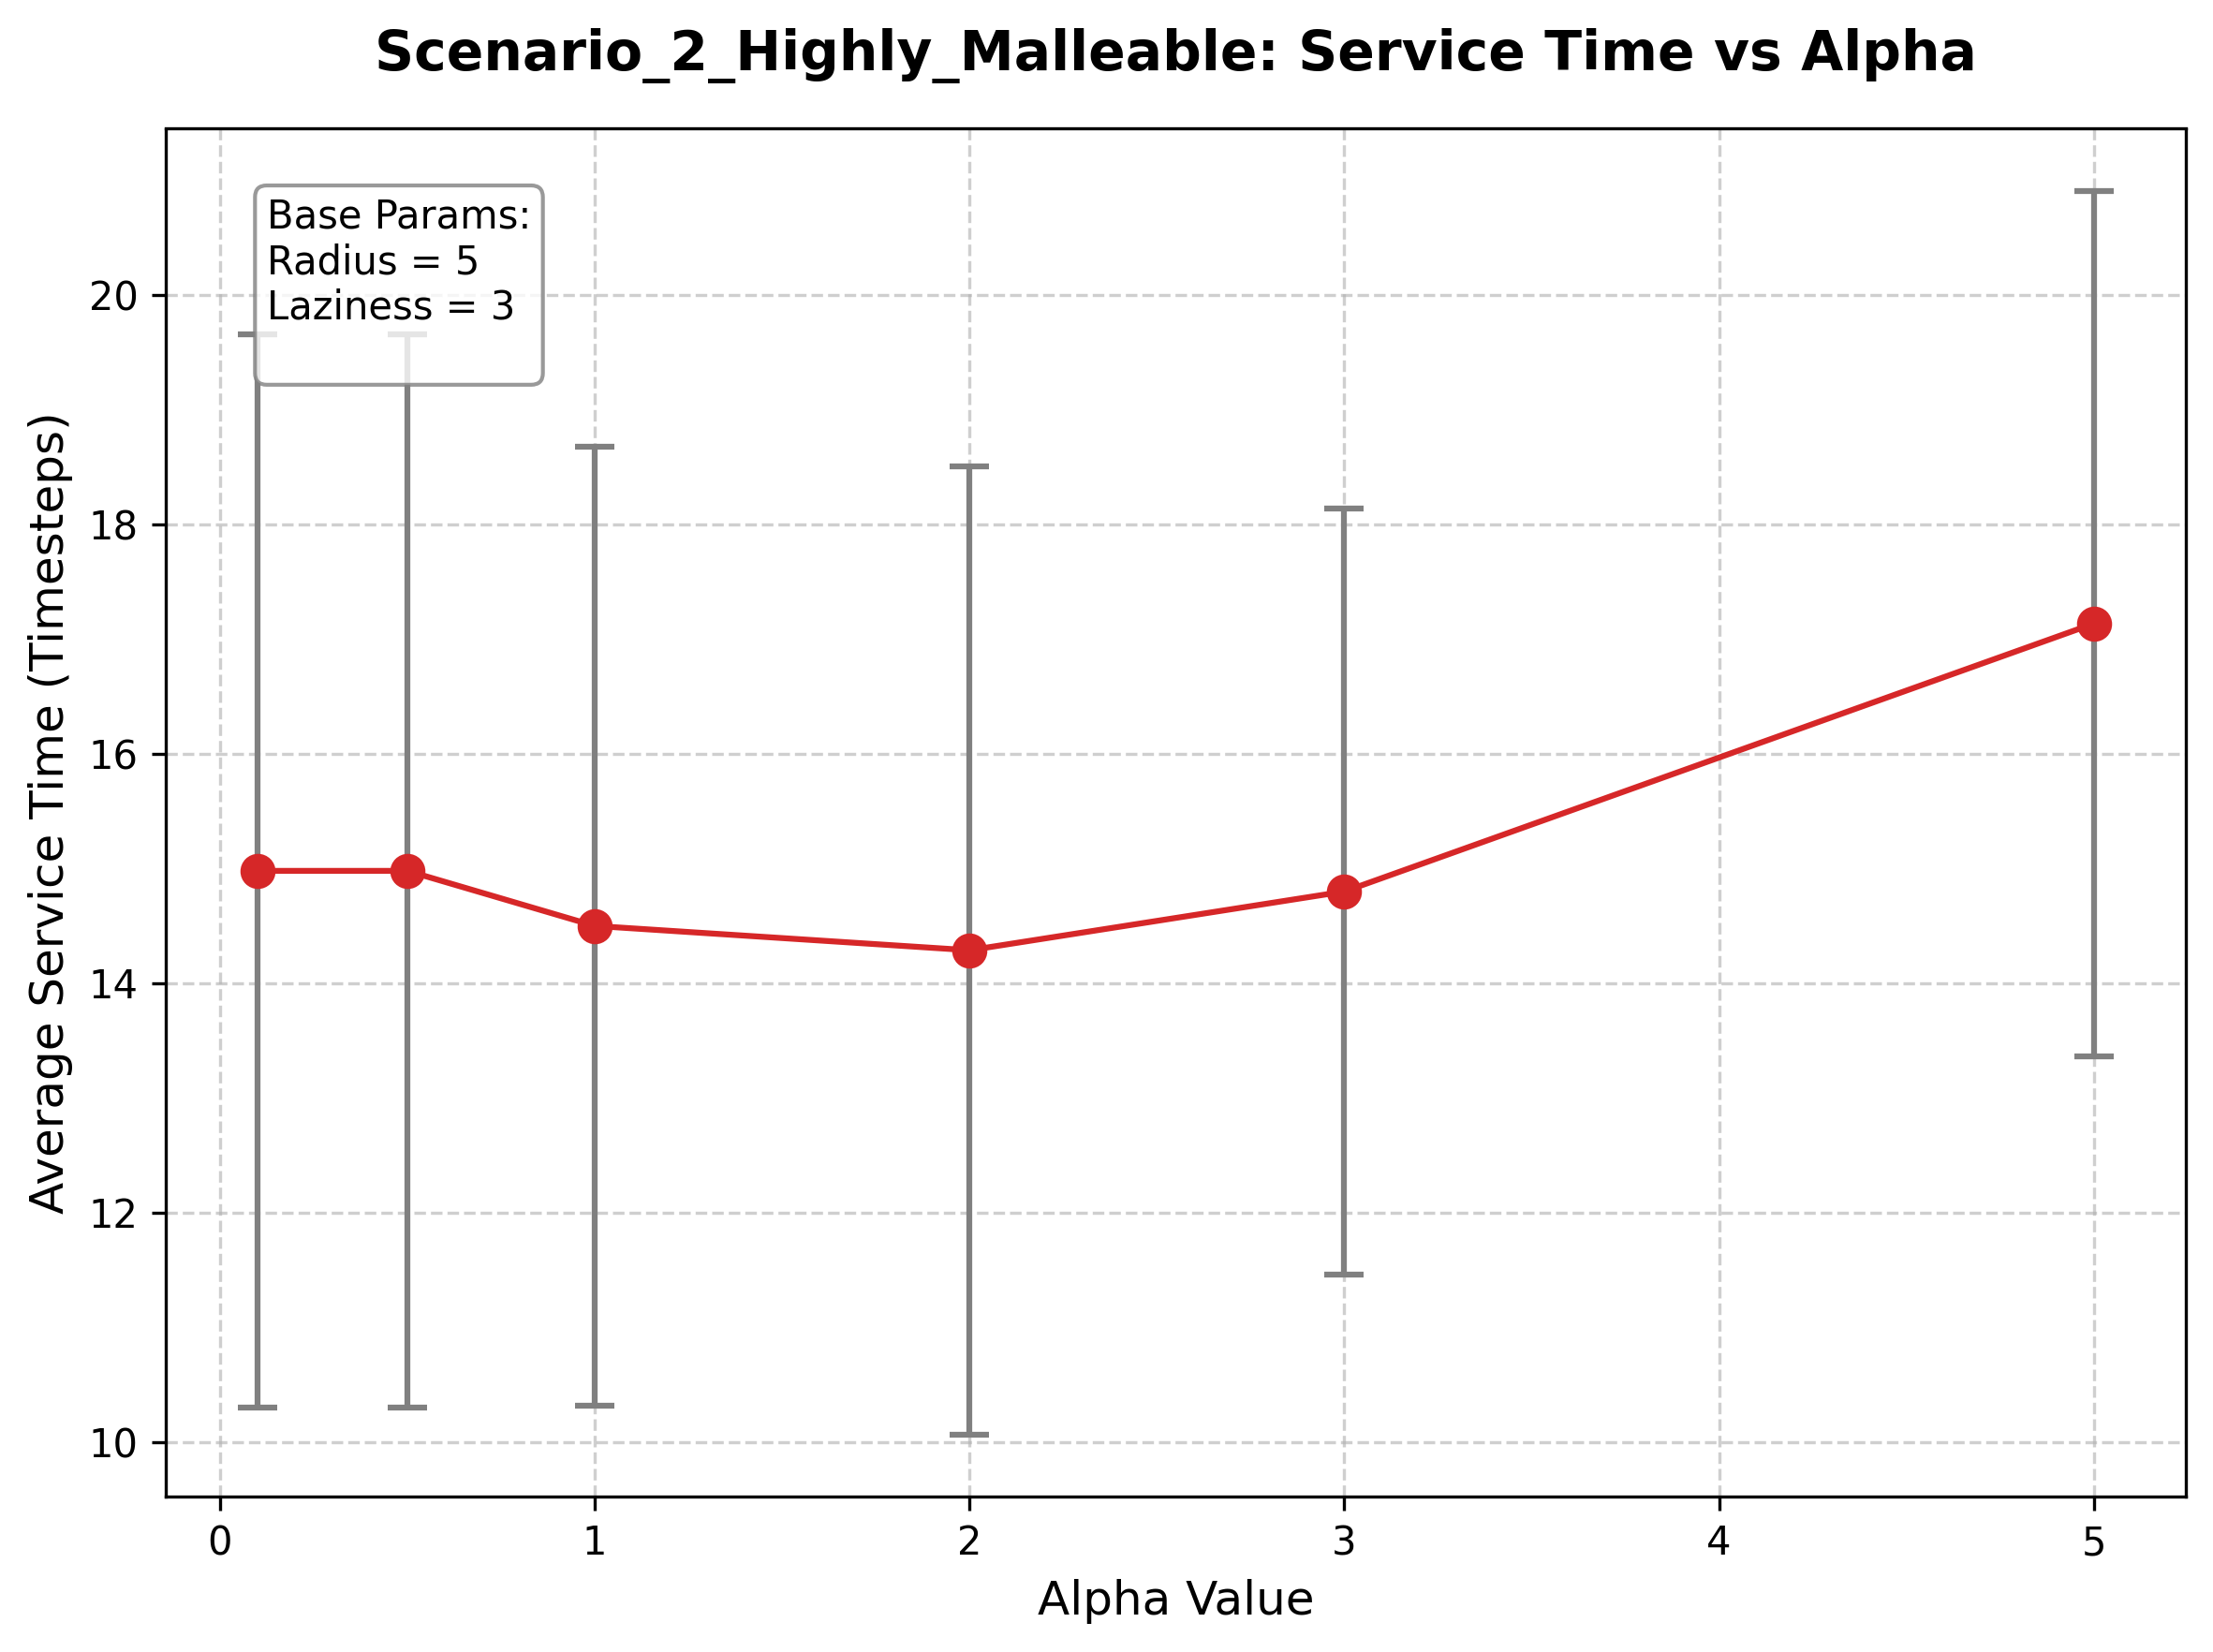 Scenario_2_Highly_Malleable: Service Time vs Alpha
Base Params:
Radius = 5
Laziness = 3
Average Service Time (Timesteps)
20
18
16
14
12
10
0 1 2 3 4 5
Alpha Value